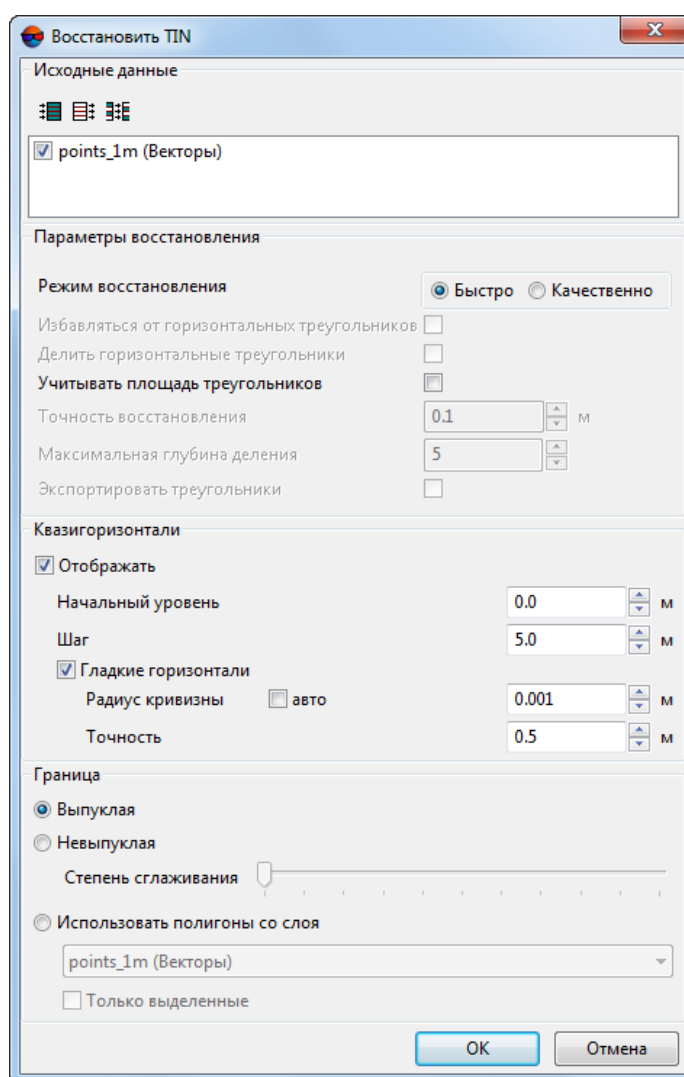 Восстановить TIN
Исходные данные
points_1m (Векторы)
Параметры восстановления
Режим восстановления Быстро Качественно
Избавляться от горизонтальных треугольников
Делить горизонтальные треугольники
Учитывать площадь треугольников
Точность восстановления 0.1 м
Максимальная глубина деления 5
Экспортировать треугольники
Квазигоризонтали
Отображать
Начальный уровень 0.0 м
Шаг 5.0 м
Гладкие горизонтали
Радиус кривизны авто 0.001 м
Точность 0.5 м
Граница
Выпуклая
Невыпуклая
Степень сглаживания
Использовать полигоны со слоя
points_1m (Векторы)
Только выделенные
OK Отмена